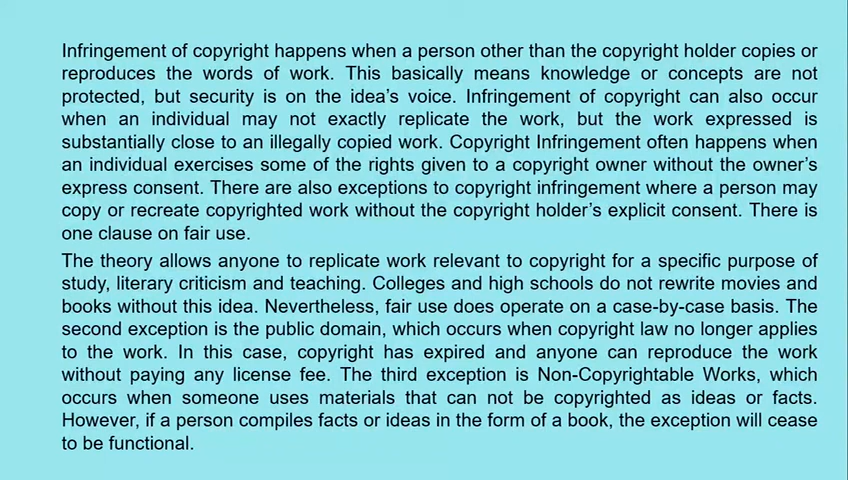 Infringement of copyright happens when a person other than the copyright holder copies or
reproduces the words of work. This basically means knowledge or concepts are not
protected, but security is on the idea's voice. Infringement of copyright can also occur
when an individual may not exactly replicate the work, but the work expressed is
substantially close to an illegally copied work. Copyright Infringement often happens when
an individual exercises some of the rights given to a copyright owner without the owner's
express consent. There are also exceptions to copyright infringement where a person may
copy or recreate copyrighted work without the copyright holder's explicit consent. There is
one clause on fair use.
The theory allows anyone to replicate work relevant to copyright for a specific purpose of
study, literary criticism and teaching. Colleges and high schools do not rewrite movies and
books without this idea. Nevertheless, fair use does operate on a case-by-case basis. The
second exception is the public domain, which occurs when copyright law no longer applies
to the work. In this case, copyright has expired and anyone can reproduce the work
without paying any license fee. The third exception is Non-Copyrightable Works, which
occurs when someone uses materials that can not be copyrighted as ideas or facts.
However, if a person compiles facts or ideas in the form of a book, the exception will cease
to be functional.